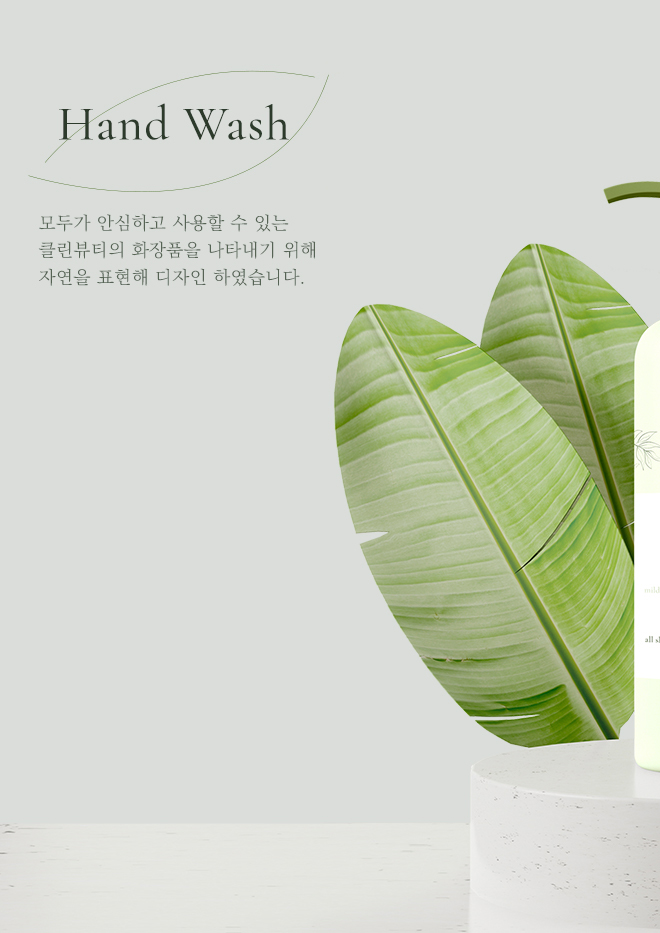 Hand Wash
모두가 안심하고 사용할 수 있는
클린뷰티의 화장품을 나타내기 위해
자연을 표현해 디자인 하였습니다.
mild
all